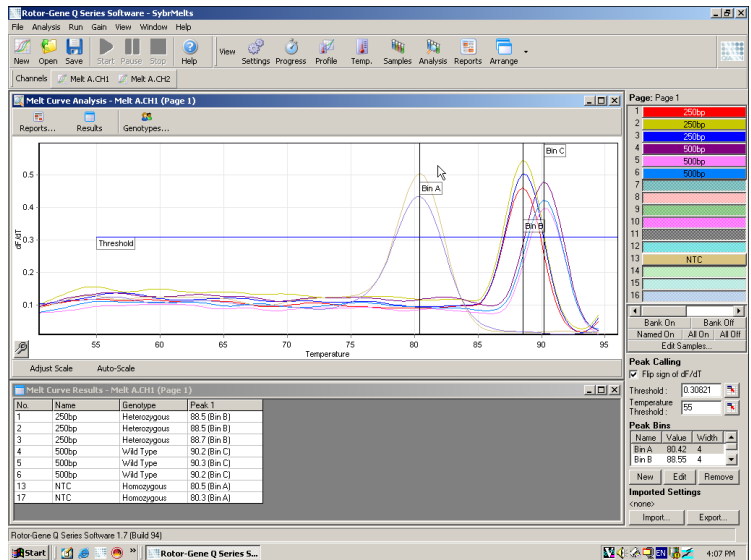 Rotor-Gene Q Series Software - SybrMelts
File Analysis Run Gain View Window Help
New Open Save Start Pause Stop Help View Settings Progress Profile Temp. Samples Analysis Reports Arrange
Channels Melt A.CH1 Melt A.CH2
Melt Curve Analysis - Melt A.CH1 (Page 1)
Reports... Results Genotypes...
Bin C
Bin A
Bin B
Threshold
dF/dT
0.5
0.4
0.3
0.2
0.1
55 60 65 70 75 80 85 90 95
Temperature
Adjust Scale Auto-Scale
Melt Curve Results - Melt A.CH1 (Page 1)
No. Name Genotype Peak 1
1 250bp Heterozygous 88.5 (Bin B)
2 250bp Heterozygous 88.5 (Bin B)
3 250bp Heterozygous 88.7 (Bin B)
4 500bp Wild Type 90.2 (Bin C)
5 500bp Wild Type 90.3 (Bin C)
6 500bp Wild Type 90.2 (Bin C)
13 NTC Homozygous 80.5 (Bin A)
17 NTC Homozygous 80.3 (Bin A)
Page: Page 1
1 250bp
2 250bp
3 250bp
4 500bp
5 500bp
6 500bp
7
8
9
10
11
12
13 NTC
14
15
16
Bank On Bank Off
Named On All On All Off
Edit Samples...
Peak Calling
Flip sign of dF/dT
Threshold : 0.30821
Temperature
Threshold : 55
Peak Bins
Name Value Width
Bin A 80.42 4
Bin B 88.55 4
New Edit Remove
Imported Settings
<none>
Import... Export...
Rotor-Gene Q Series Software 1.7 (Build 94)
Start » Rotor-Gene Q Series S... EN 4:07 PM